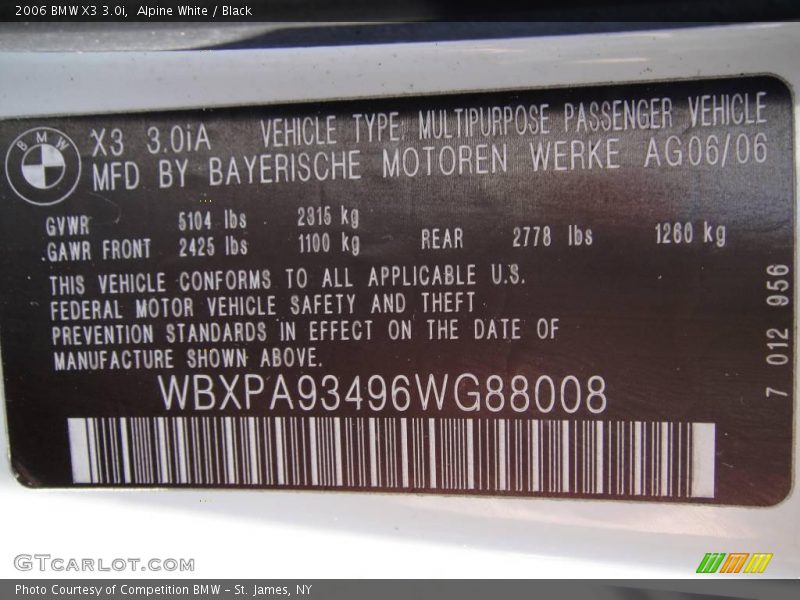 2006 BMW X3 3.0i,  Alpine White / Black
BMW
X3 3.0iA VEHICLE TYPE MULTIPURPOSE PASSENGER VEHICLE
MFD BY BAYERISCHE MOTOREN WERKE AG06/06
GVWR 5104 lbs 2315 kg
.GAWR FRONT 2425 lbs 1100 kg REAR 2778 lbs 1260 kg
THIS VEHICLE CONFORMS TO ALL APPLICABLE U.S.
FEDERAL MOTOR VEHICLE SAFETY AND THEFT
PREVENTION STANDARDS IN EFFECT ON THE DATE OF
MANUFACTURE SHOWN ABOVE.
WBXPA93496WG88008
7 012 956
GTCARLOT.COM
Photo Courtesy of Competition BMW – St. James, NY